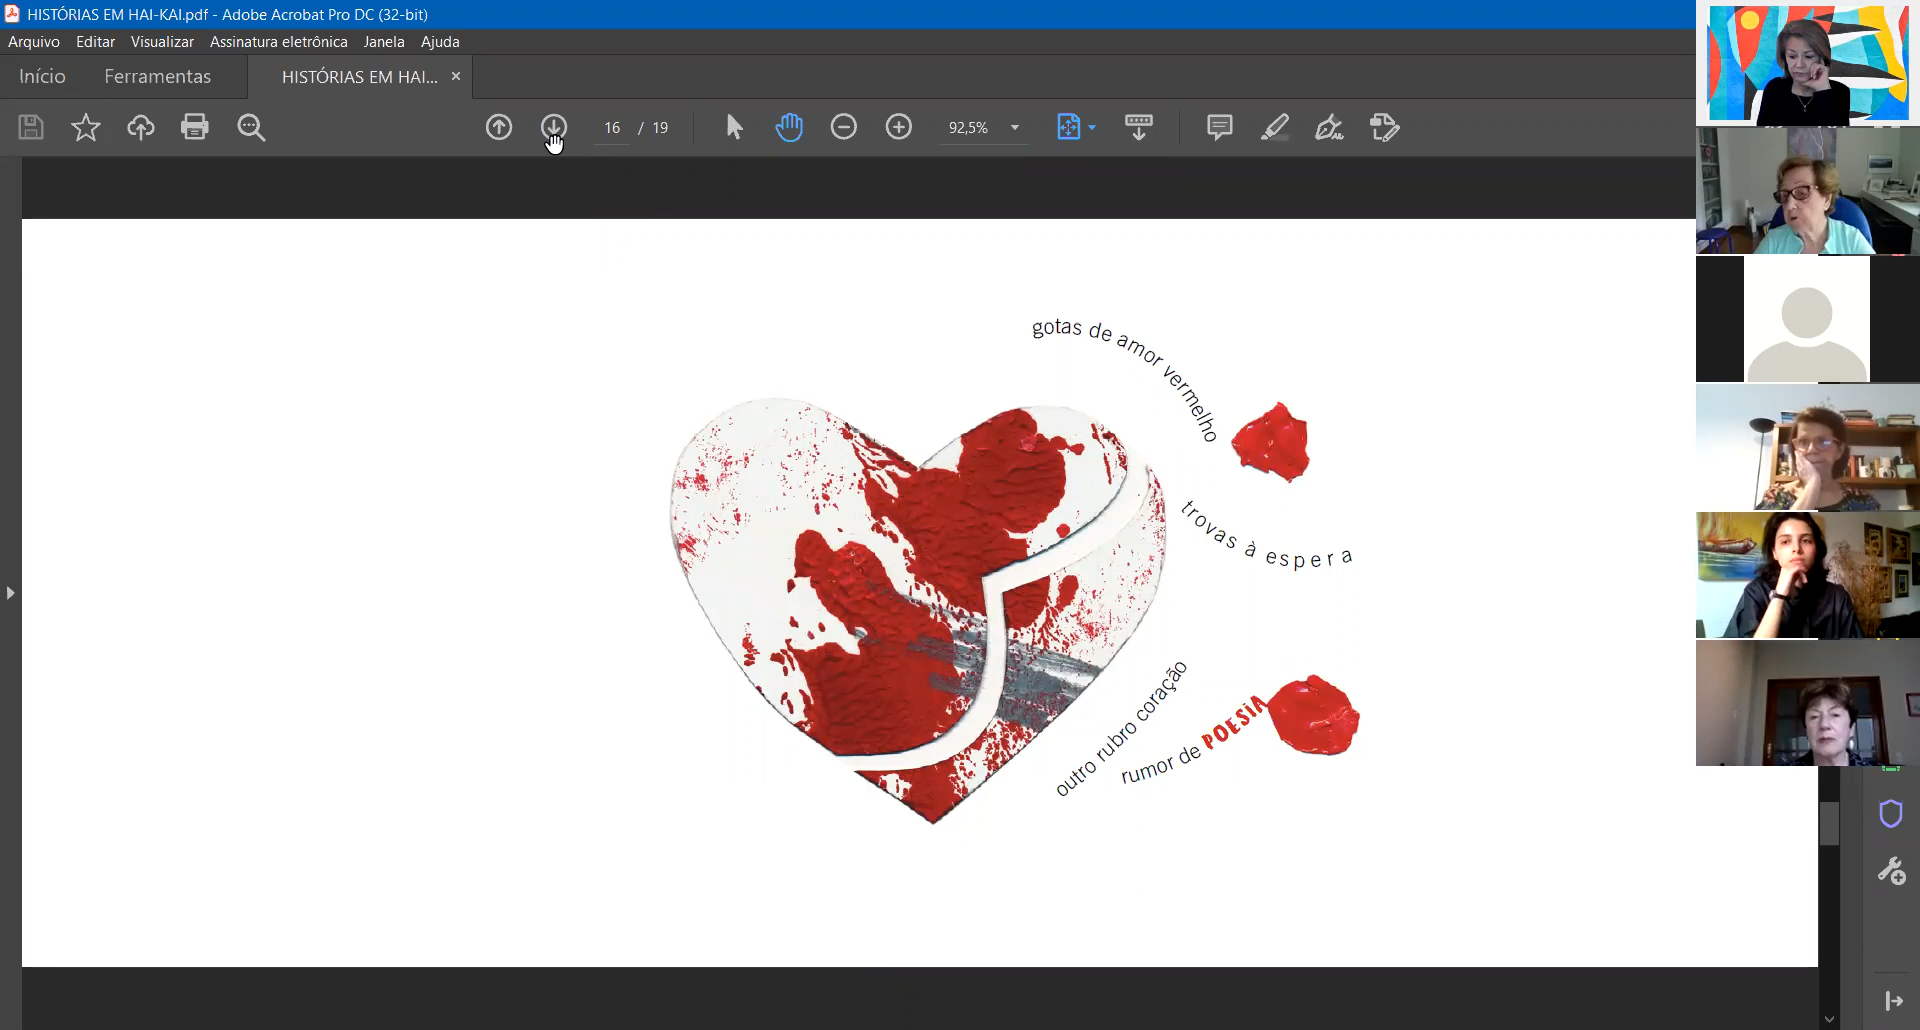 HISTÓRIAS EM HAI-KAI.pdf - Adobe Acrobat Pro DC (32-bit)
Arquivo Editar Visualizar Assinatura eletrônica Janela Ajuda
Início Ferramentas HISTÓRIAS EM HAI... ×
16 / 19 92,5%
gotas de amor vermelho
trovas à espera
outro rubro coração
rumor de POESiA